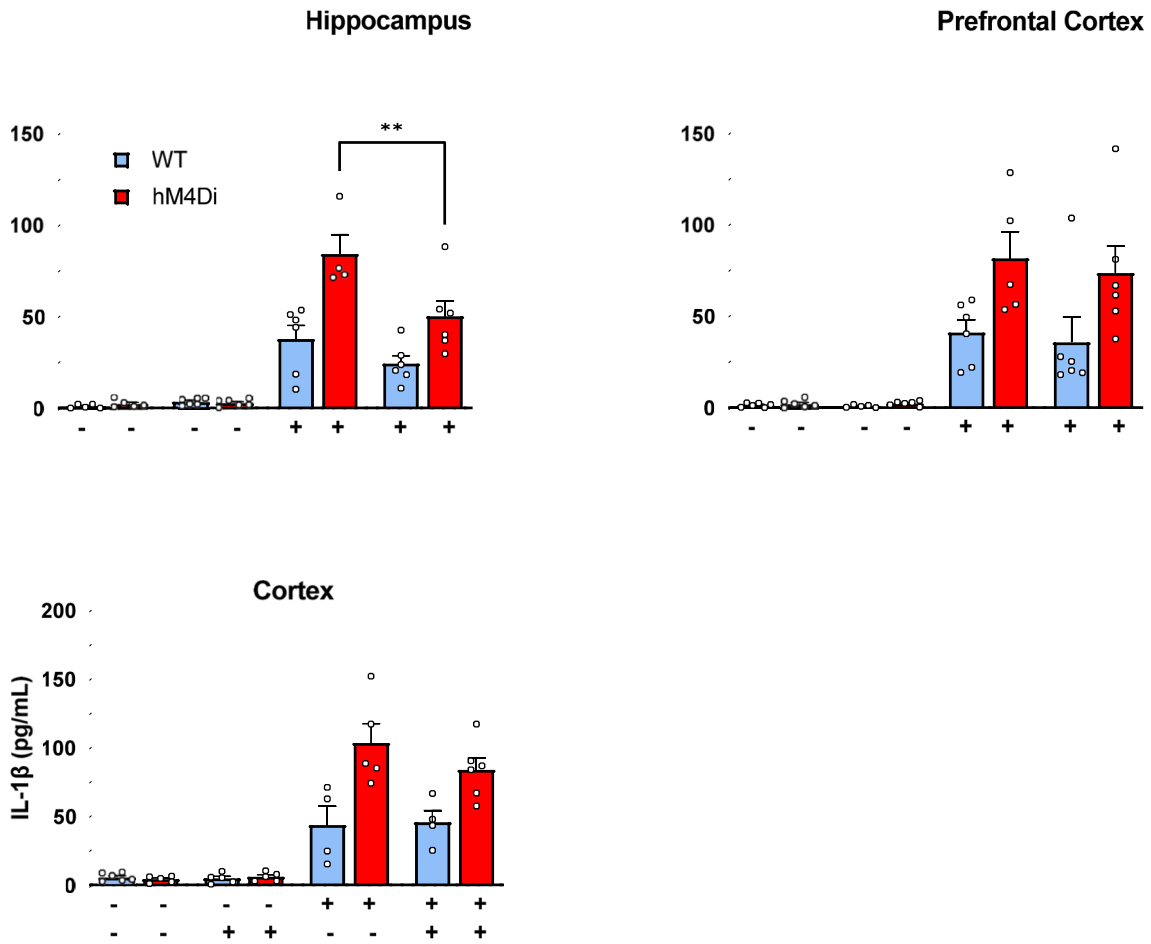 Hippocampus
150
100
50
0
**
WT
hM4Di
- - - - + + + +
Prefrontal Cortex
150
100
50
0
- - - - + + + +
Cortex
IL-1β (pg/mL)
200
150
100
50
0
- - - - + + + +
- - + + - - + +